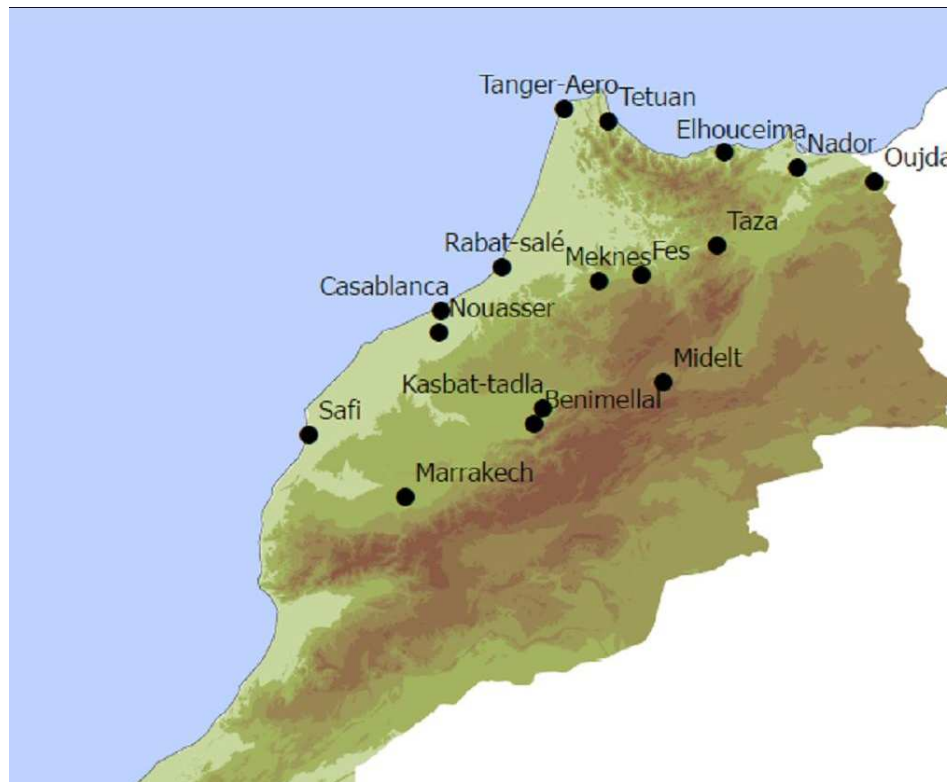 Tanger-Aero
Tetuan
Elhouceima
Nador
Oujda
Taza
Rabat-salé
Meknes
Fes
Casablanca
Nouasser
Midelt
Kasbat-tadla
Benimellal
Safi
Marrakech